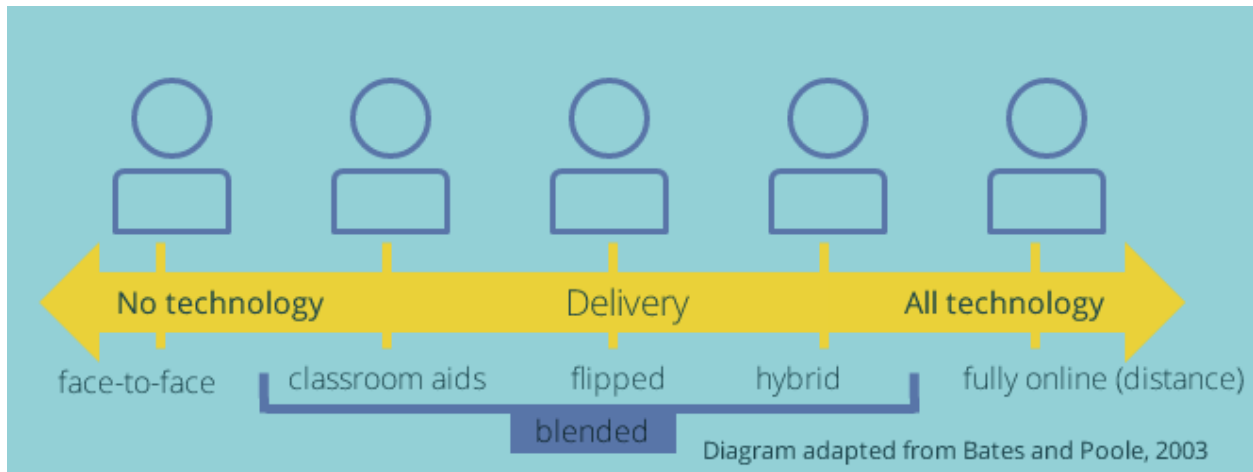 No technology Delivery All technology
face-to-face classroom aids flipped hybrid fully online (distance)
blended
Diagram adapted from Bates and Poole, 2003